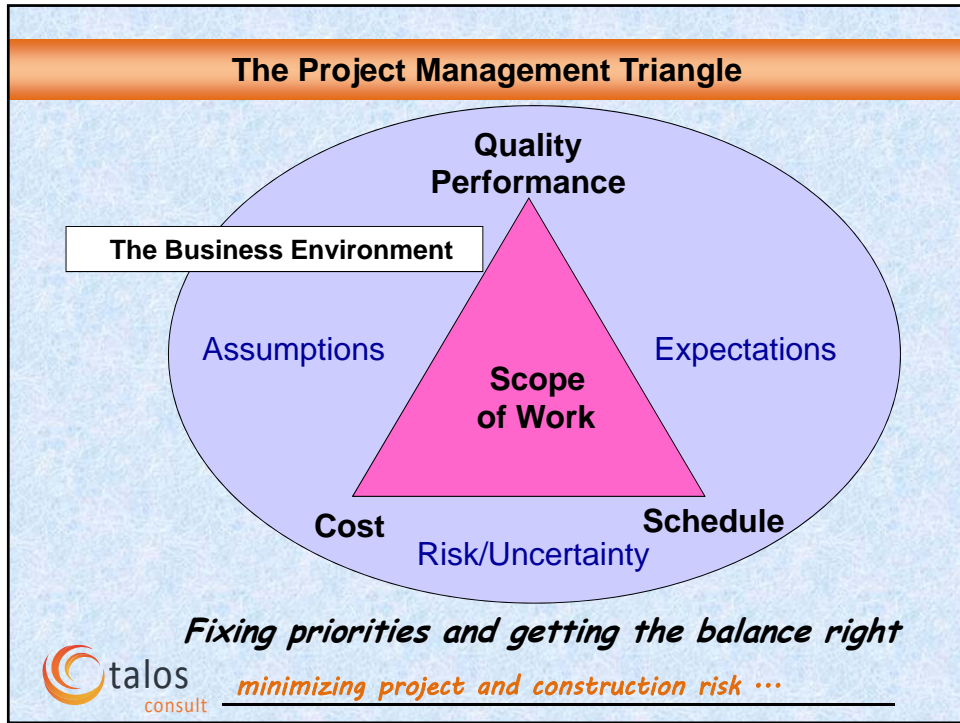 The Project Management Triangle
Quality
Performance
The Business Environment
Assumptions
Expectations
Scope
of Work
Cost
Schedule
Risk/Uncertainty
Fixing priorities and getting the balance right
talos
consult
minimizing project and construction risk ...